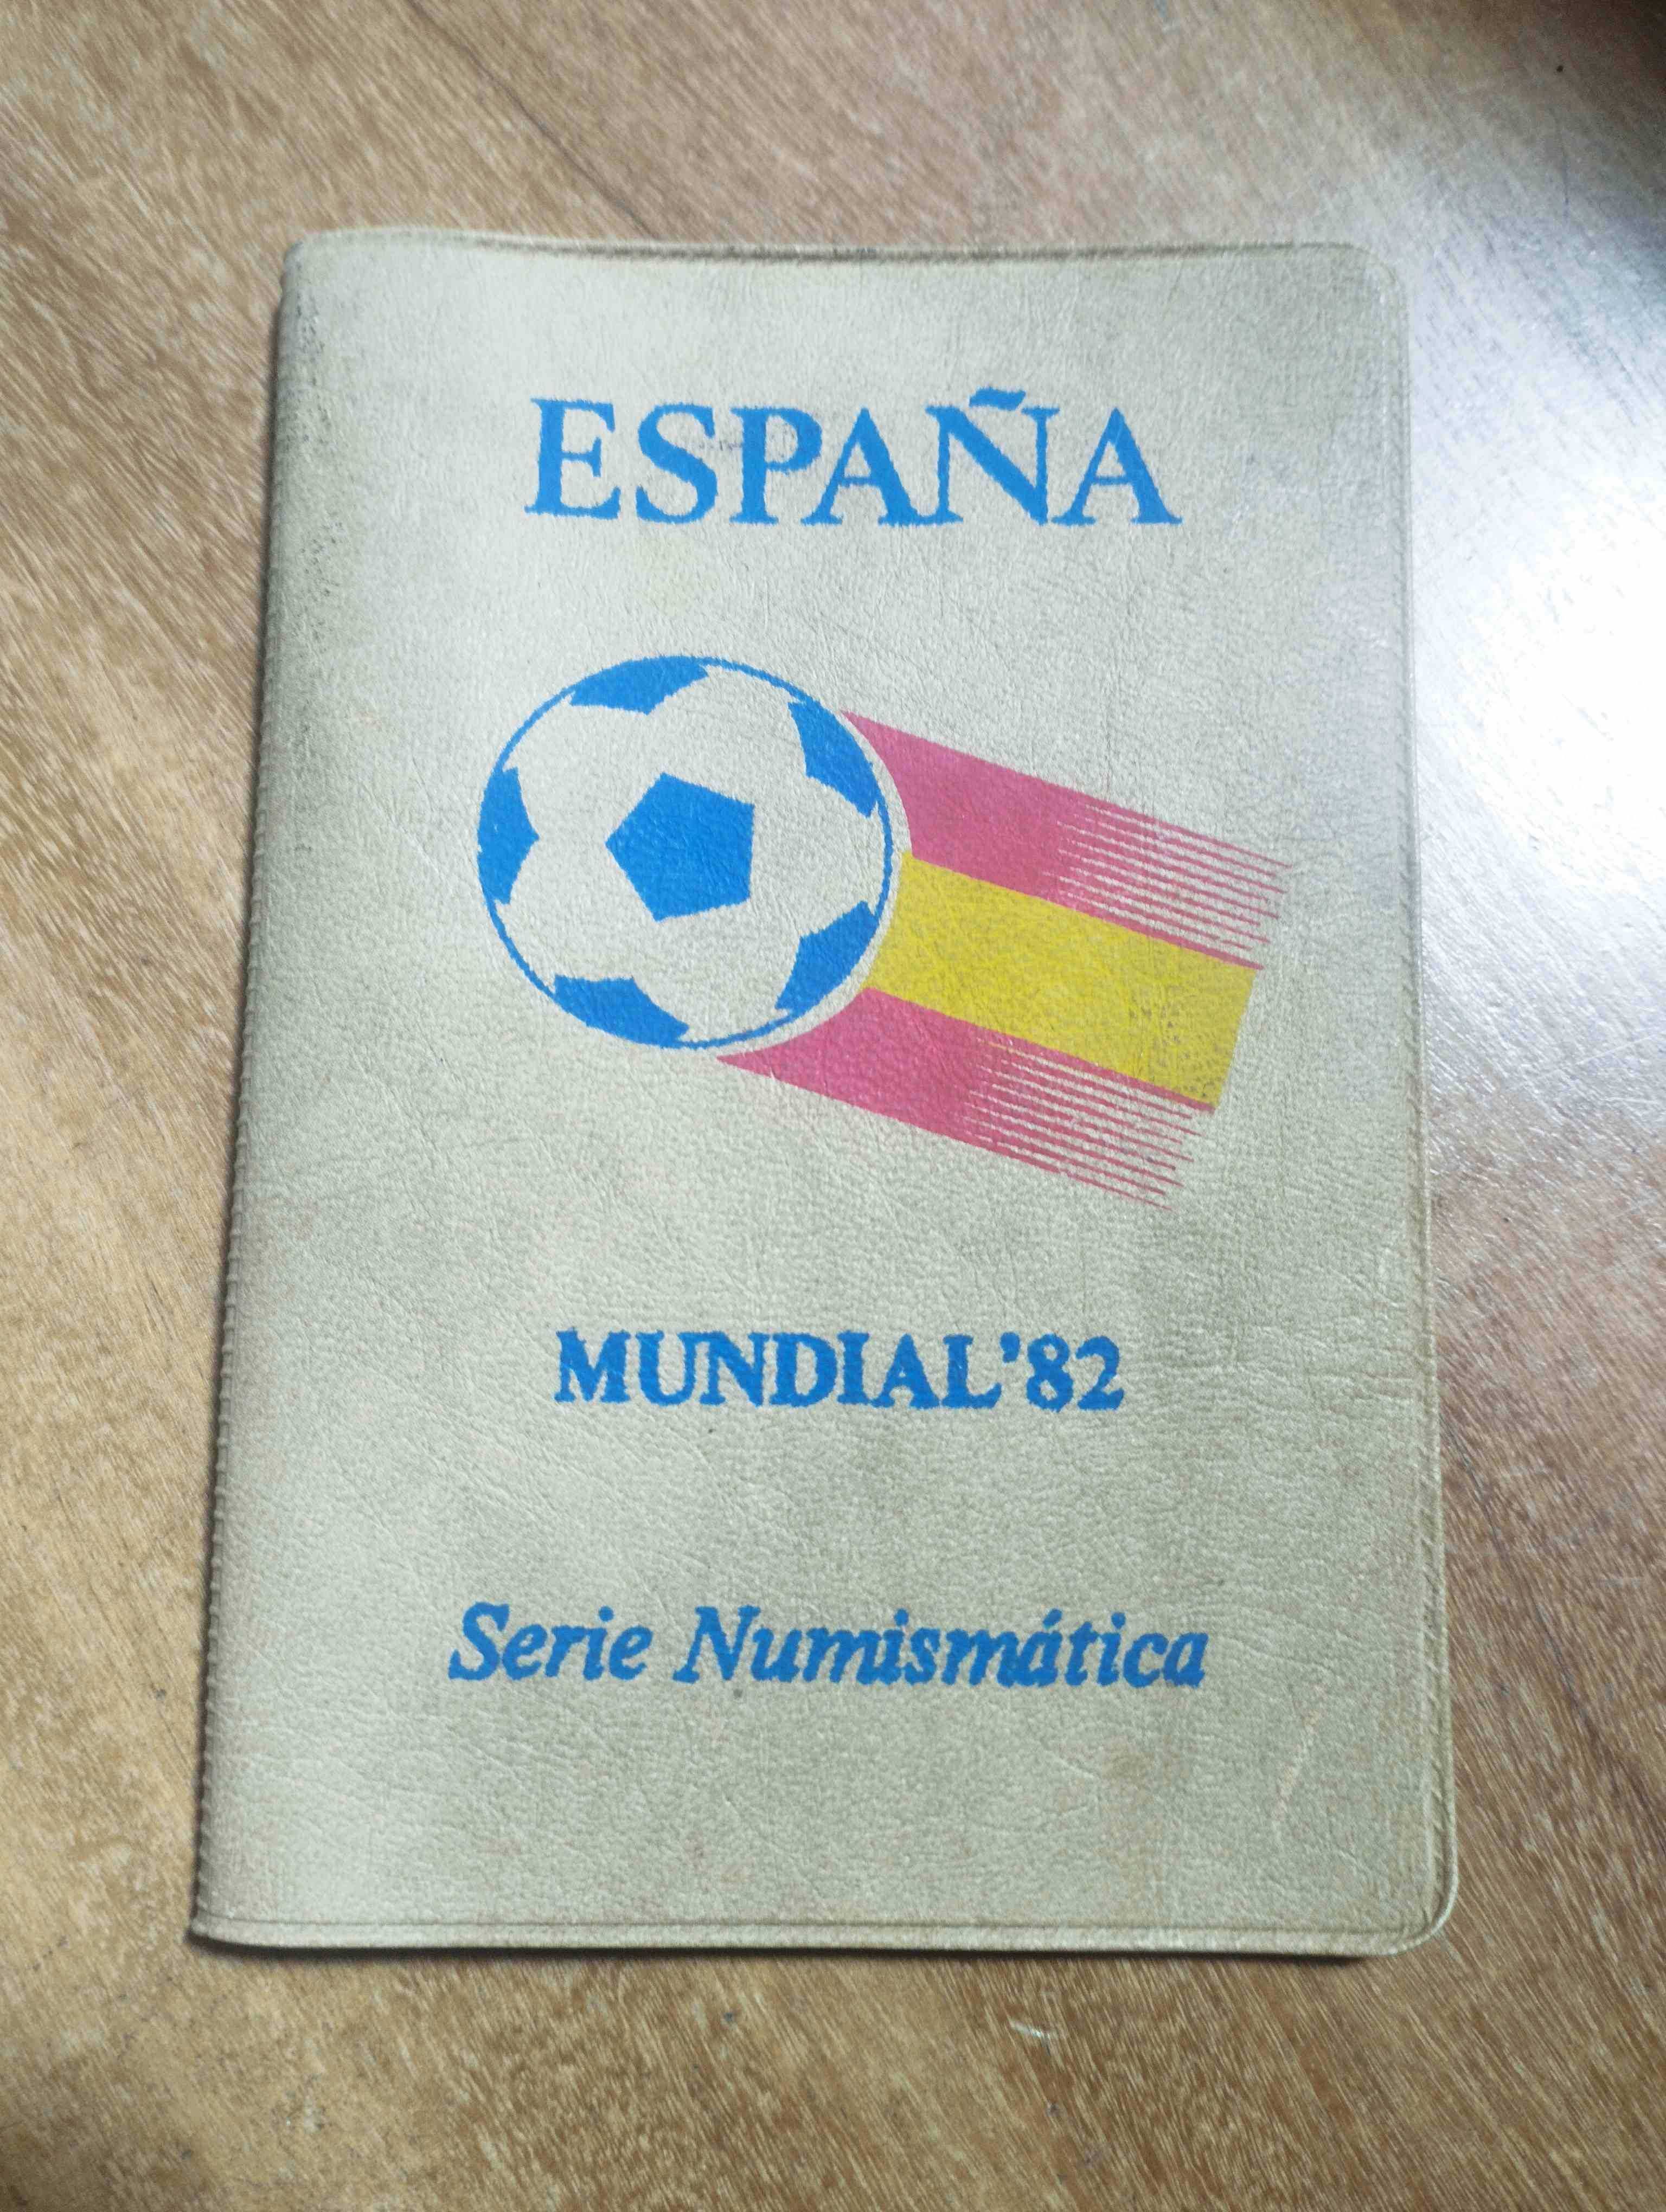 ESPAÑA
MUNDIAL'82
Serie Numismática